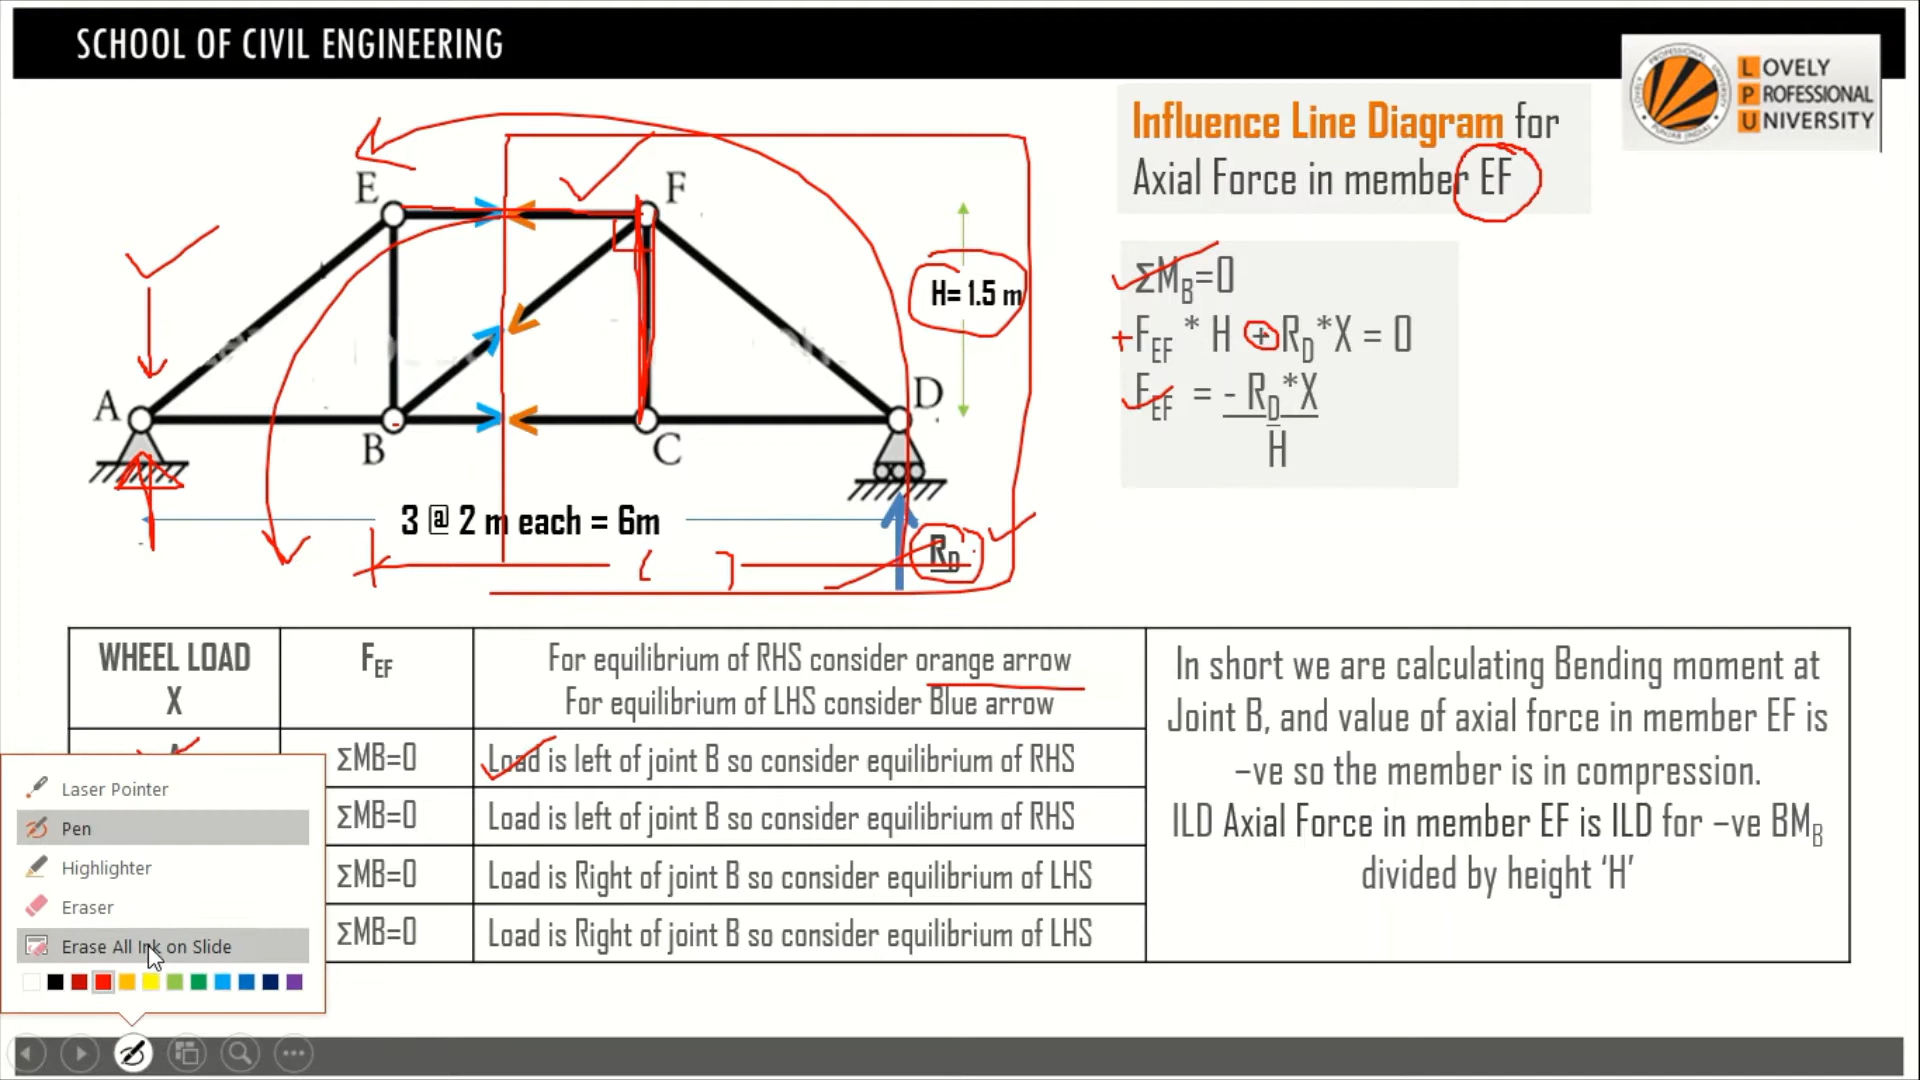 SCHOOL OF CIVIL ENGINEERING
LOVELY
PROFESSIONAL
UNIVERSITY
Influence Line Diagram for
Axial Force in member EF
E
F
H= 1.5 m
A
B
C
D
3 @ 2 m each = 6m
RD
ΣMB=0
+FEF * H + RD*X = 0
FEF = - RD*X
H
WHEEL LOAD
X
FEF
For equilibrium of RHS consider orange arrow
For equilibrium of LHS consider Blue arrow
ΣMB=0
Load is left of joint B so consider equilibrium of RHS
ΣMB=0
Load is left of joint B so consider equilibrium of RHS
ΣMB=0
Load is Right of joint B so consider equilibrium of LHS
ΣMB=0
Load is Right of joint B so consider equilibrium of LHS
In short we are calculating Bending moment at
Joint B, and value of axial force in member EF is
–ve so the member is in compression.
ILD Axial Force in member EF is ILD for –ve BMB
divided by height ‘H’
Laser Pointer
Pen
Highlighter
Eraser
Erase All Ink on Slide